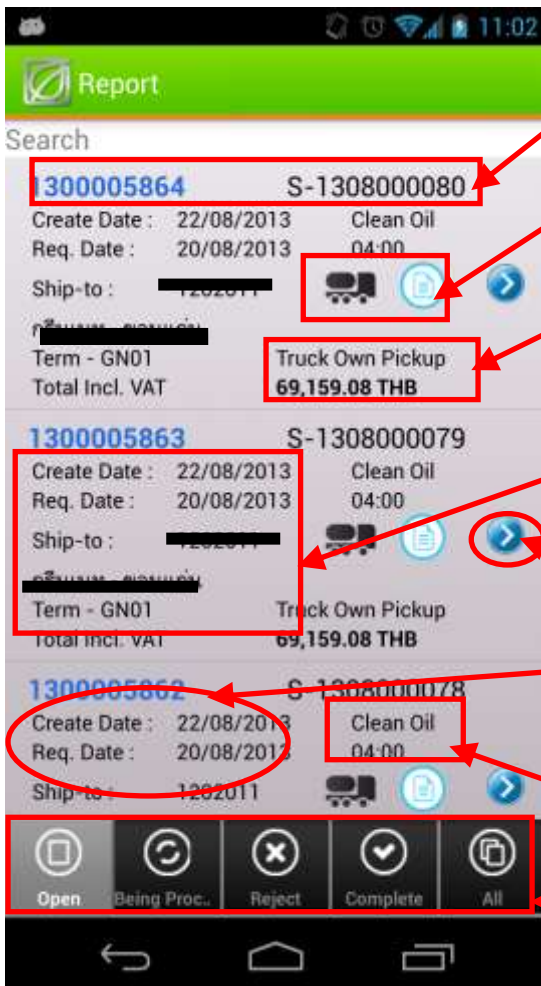 11:02
Report
Search
1300005864 S-1308000080
Create Date : 22/08/2013 Clean Oil
Req. Date : 20/08/2013 04:00
Ship-to :
Term - GN01 Truck Own Pickup
Total Incl. VAT 69,159.08 THB
1300005863 S-1308000079
Create Date : 22/08/2013 Clean Oil
Req. Date : 20/08/2013 04:00
Ship-to :
Term - GN01 Truck Own Pickup
Total Incl. VAT 69,159.08 THB
1300005862 S-1308000078
Create Date : 22/08/2013 Clean Oil
Req. Date : 20/08/2013 04:00
Ship-to : 1202011
Open Being Proc.. Reject Complete All